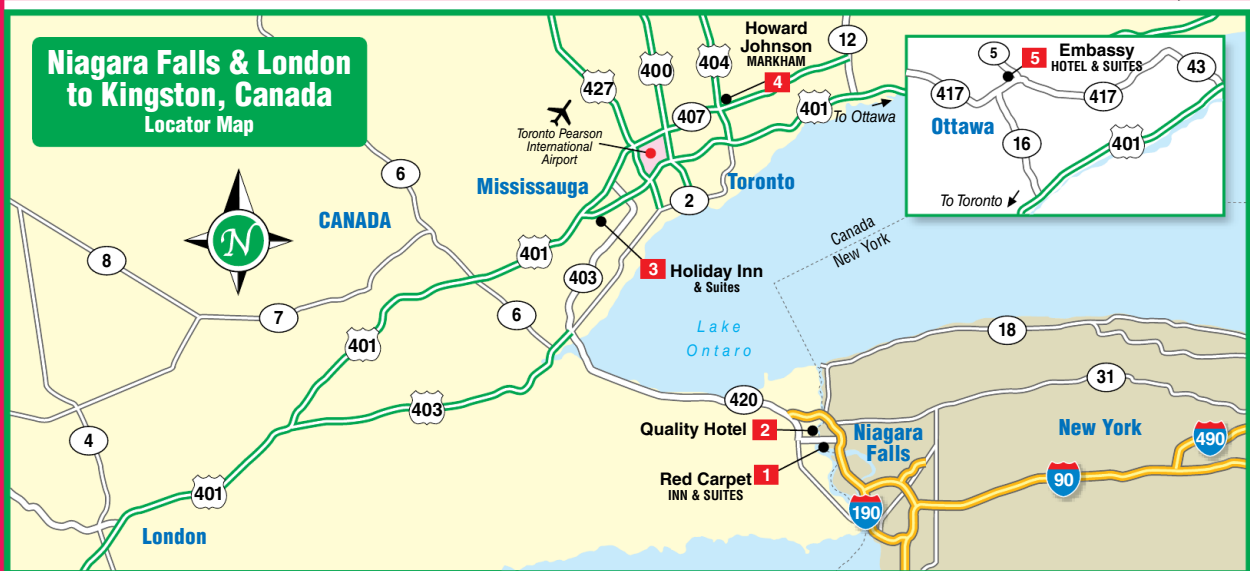 Niagara Falls & London
to Kingston, Canada
Locator Map
Howard
Johnson
MARKHAM
4
12
400
404
427
407
401
To Ottawa
Toronto Pearson
International
Airport
Mississauga
Toronto
2
6
CANADA
N
8
7
401
403
3 Holiday Inn
& Suites
6
401
403
Canada
New York
Lake
Ontaro
5
5 Embassy
HOTEL & SUITES
43
417
417
Ottawa
16
401
To Toronto
18
31
420
Quality Hotel 2
Red Carpet 1
INN & SUITES
Niagara
Falls
New York
490
90
190
4
401
London